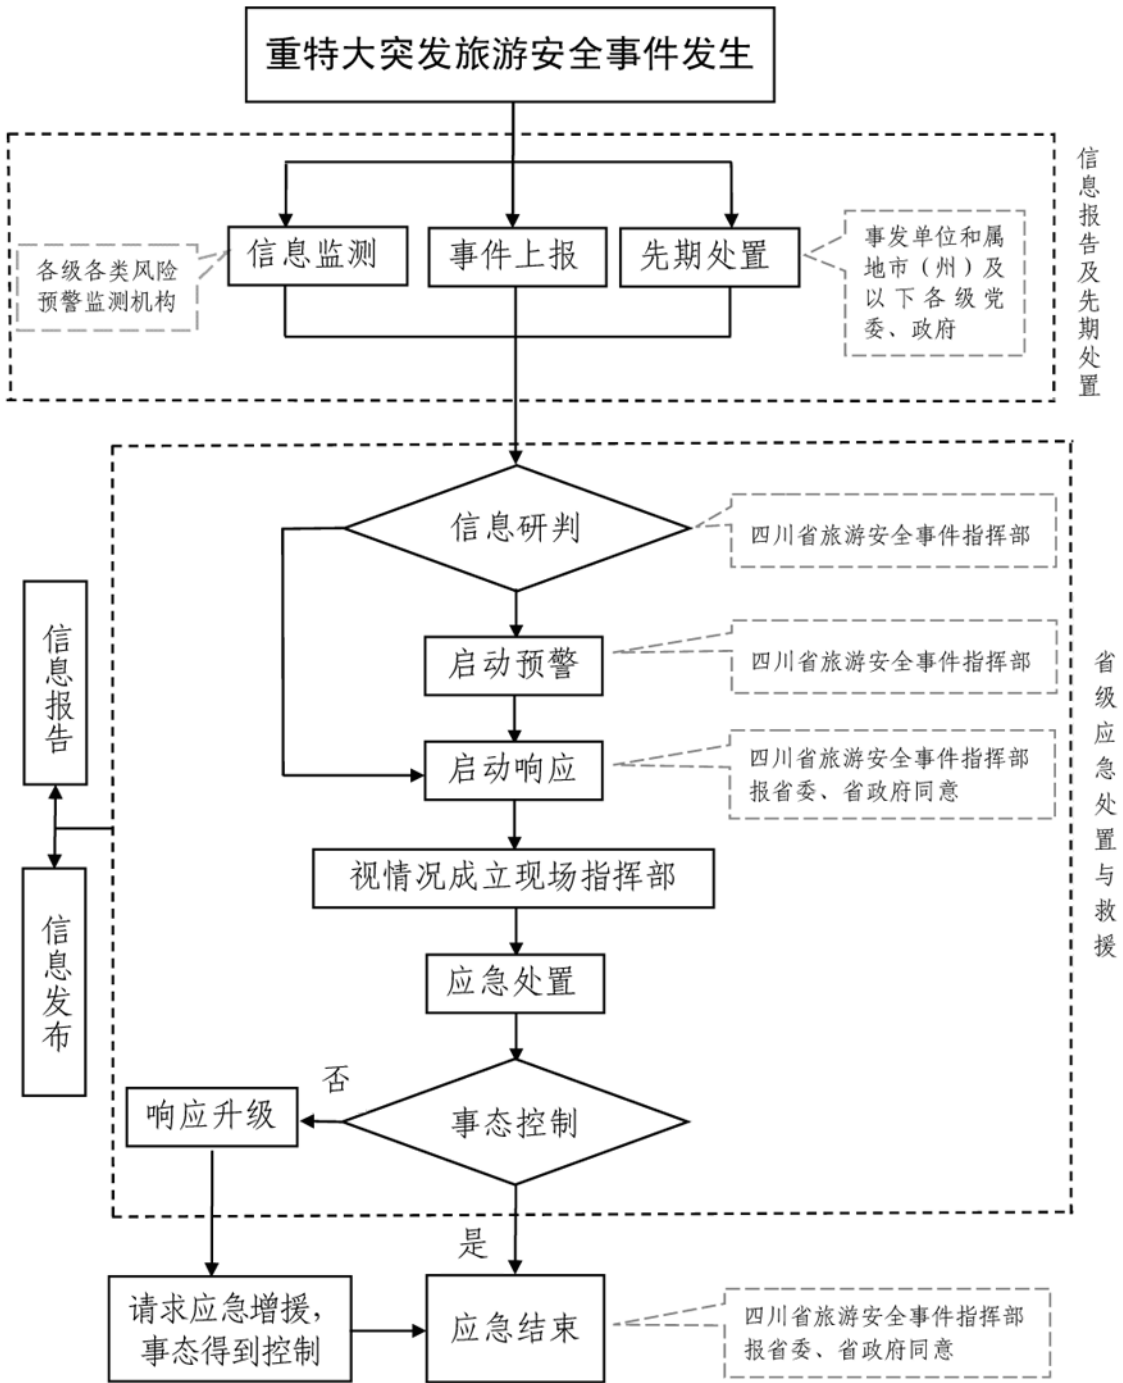 重特大突发旅游安全事件发生
信息报告及先期处置
信息监测
事件上报
先期处置
各级各类风险
预警监测机构
事发单位和属
地市（州）及
以下各级党
委、政府
信息研判
四川省旅游安全事件指挥部
启动预警
四川省旅游安全事件指挥部
启动响应
四川省旅游安全事件指挥部
报省委、省政府同意
视情况成立现场指挥部
应急处置
事态控制
否
响应升级
省级应急处置与救援
信息报告
信息发布
是
请求应急增援，
事态得到控制
应急结束
四川省旅游安全事件指挥部
报省委、省政府同意